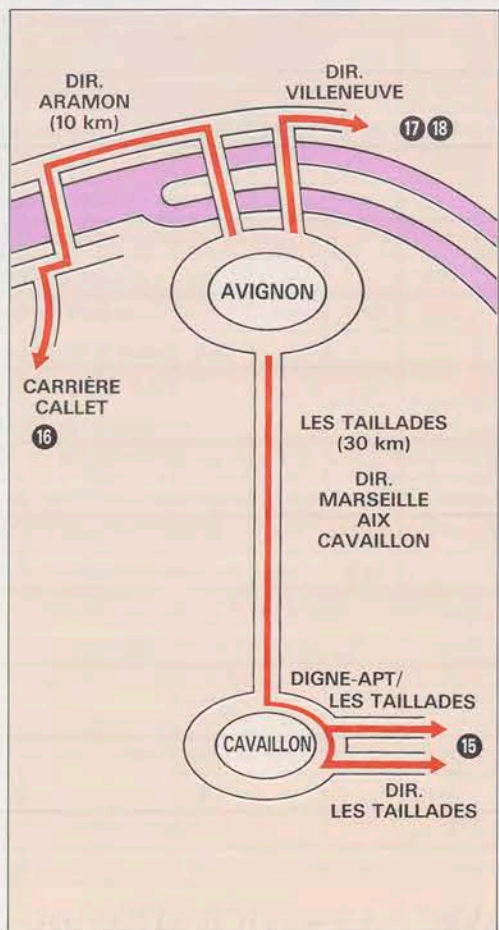 DIR.
ARAMON
(10 km)
DIR.
VILLENEUVE
17 18
AVIGNON
CARRIÈRE
CALLET
16
LES TAILLADES
(30 km)
DIR.
MARSEILLE
AIX
CAVAILLON
DIGNE-APT/
LES TAILLADES
CAVAILLON
15
DIR.
LES TAILLADES